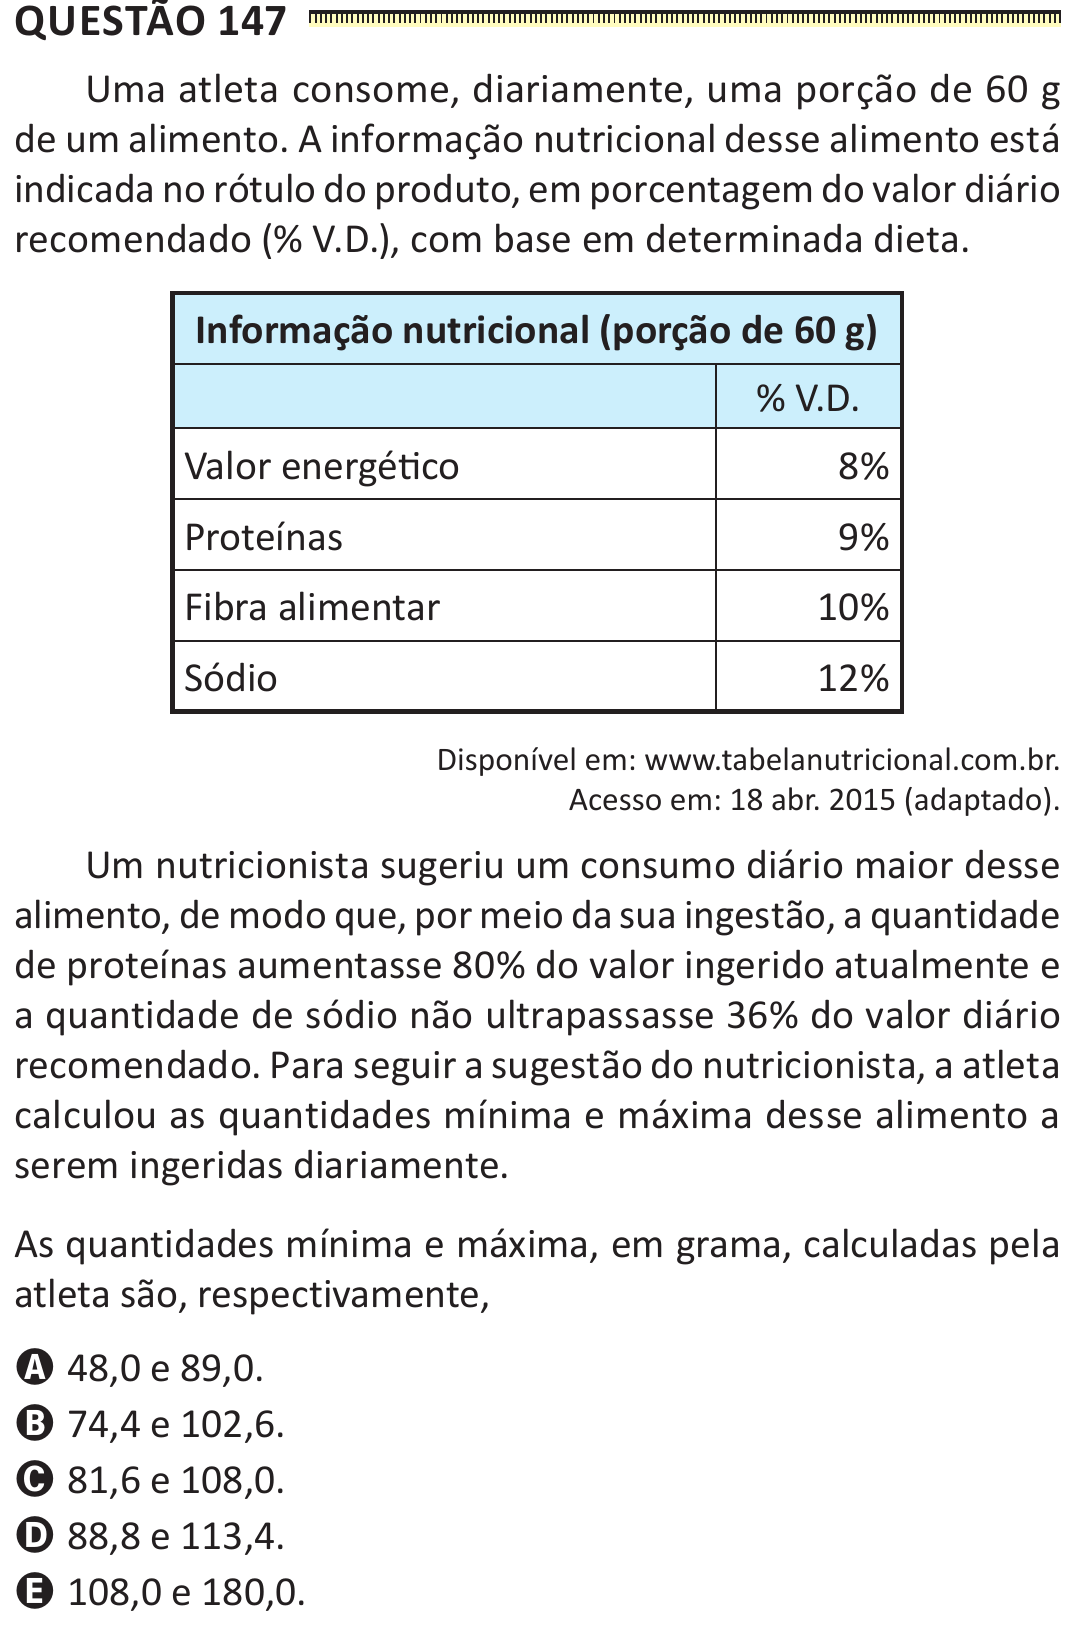 QUESTÃO 147
Uma atleta consome, diariamente, uma porção de 60 g
de um alimento. A informação nutricional desse alimento está
indicada no rótulo do produto, em porcentagem do valor diário
recomendado (% V.D.), com base em determinada dieta.
Informação nutricional (porção de 60 g)
% V.D.
Valor energético 8%
Proteínas 9%
Fibra alimentar 10%
Sódio 12%
Disponível em: www.tabelanutricional.com.br.
Acesso em: 18 abr. 2015 (adaptado).
Um nutricionista sugeriu um consumo diário maior desse
alimento, de modo que, por meio da sua ingestão, a quantidade
de proteínas aumentasse 80% do valor ingerido atualmente e
a quantidade de sódio não ultrapassasse 36% do valor diário
recomendado. Para seguir a sugestão do nutricionista, a atleta
calculou as quantidades mínima e máxima desse alimento a
serem ingeridas diariamente.
As quantidades mínima e máxima, em grama, calculadas pela
atleta são, respectivamente,
A 48,0 e 89,0.
B 74,4 e 102,6.
C 81,6 e 108,0.
D 88,8 e 113,4.
E 108,0 e 180,0.